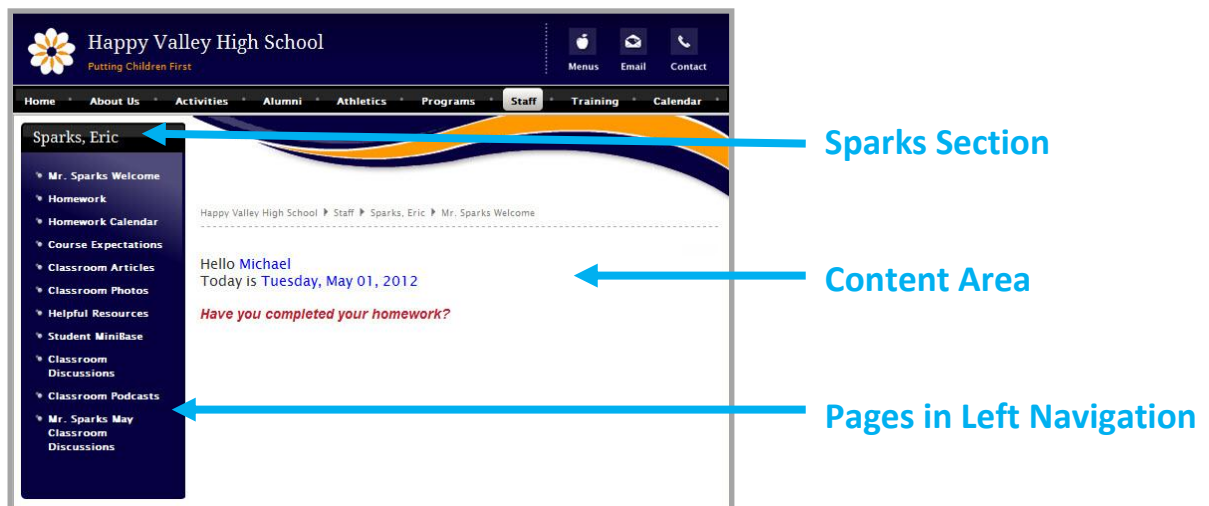 Happy Valley High School
Putting Children First
Menus Email Contact
Home About Us Activities Alumni Athletics Programs Staff Training Calendar
Sparks, Eric
Mr. Sparks Welcome
Homework
Homework Calendar
Course Expectations
Classroom Articles
Classroom Photos
Helpful Resources
Student MiniBase
Classroom
Discussions
Classroom Podcasts
Mr. Sparks May
Classroom
Discussions
Happy Valley High School Staff Sparks, Eric Mr. Sparks Welcome
Hello Michael
Today is Tuesday, May 01, 2012
Have you completed your homework?
Sparks Section
Content Area
Pages in Left Navigation